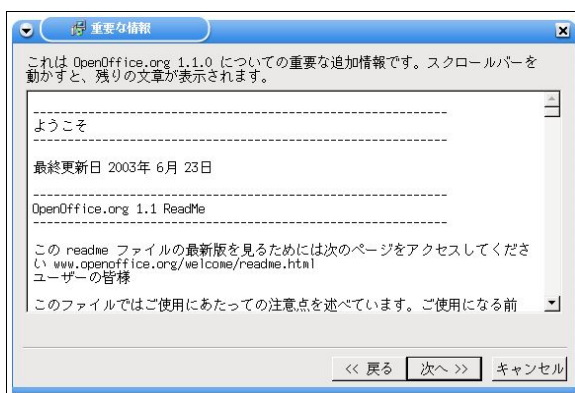 重要な情報
これは OpenOffice.org 1.1.0 についての重要な追加情報です。スクロールバーを
動かすと、残りの文章が表示されます。
------------------------------------------------------------
ようこそ
------------------------------------------------------------
最終更新日 2003年 6月 23日
------------------------------------------------------------
OpenOffice.org 1.1 ReadMe
------------------------------------------------------------
この readme ファイルの最新版を見るためには次のページをアクセスしてくださ
い www.openoffice.org/welcome/readme.html
ユーザーの皆様
このファイルではご使用にあたっての注意点を述べています。ご使用になる前
<< 戻る 次へ >> キャンセル